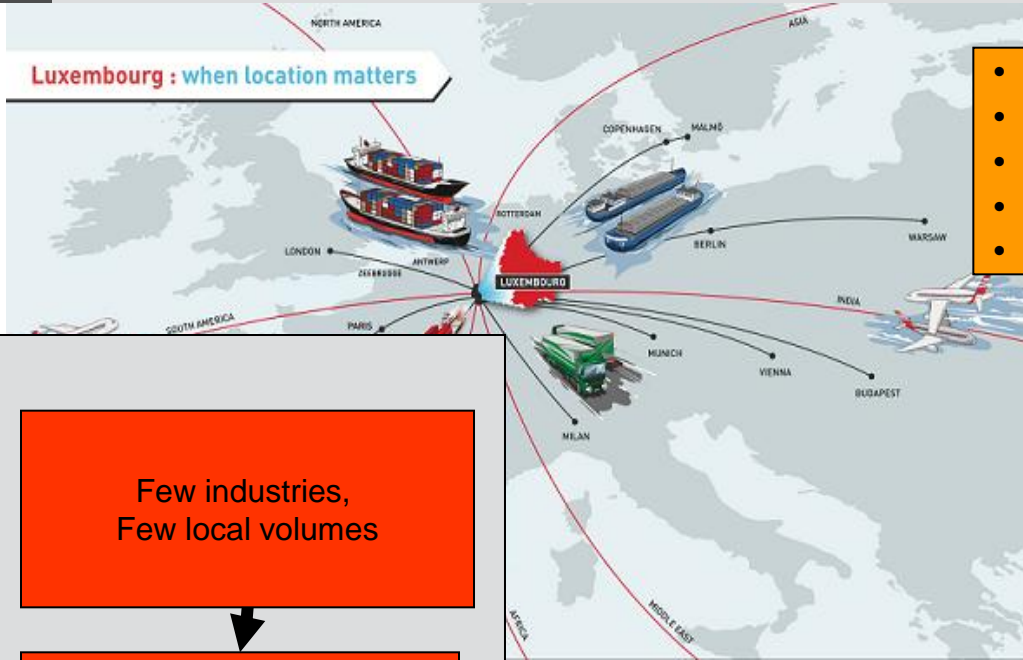 NORTH AMERICA
ASIA
Luxembourg : when location matters
COPENHAGEN
MALMÖ
ROTTERDAM
BERLIN
WARSAW
LONDON
ANTWERP
ZEEBRUGGE
LUXEMBOURG
INDIA
SOUTH AMERICA
PARIS
MUNICH
VIENNA
BUDAPEST
MILAN
Few industries,
Few local volumes
AFRICA
MIDDLE EAST